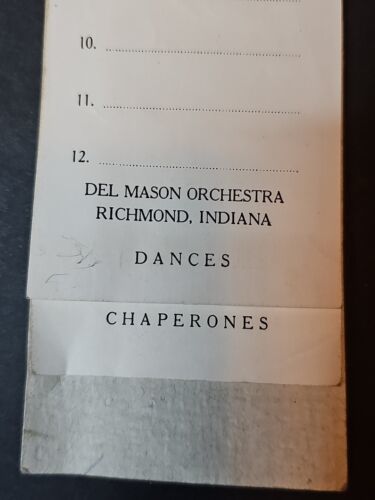 10. ........................................
11. ........................................
12. ........................................
DEL MASON ORCHESTRA
RICHMOND, INDIANA
DANCES
CHAPERONES